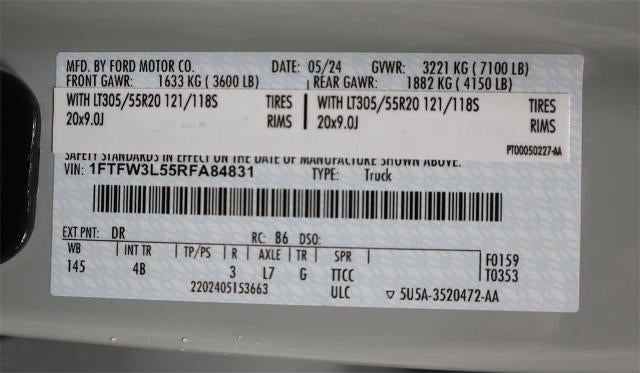 MFD. BY FORD MOTOR CO. DATE: 05/24 GVWR: 3221 KG ( 7100 LB)
FRONT GAWR: 1633 KG ( 3600 LB) REAR GAWR: 1882 KG ( 4150 LB)
WITH LT305/55R20 121/118S TIRES WITH LT305/55R20 121/118S TIRES
20x9.0J RIMS 20x9.0J RIMS
PT00050227-AA
SAFETY STANDARDS IN EFFECT ON THE DATE OF MANUFACTURE SHOWN ABOVE.
VIN: 1FTFW3L55RFA84831 TYPE: Truck
EXT PNT: DR RC: 86 DSO:
WB INT TR TP/PS R AXLE TR SPR F0159
145 4B 3 L7 G TTCC T0353
2202405153663 ULC ▽ 5U5A-3520472-AA